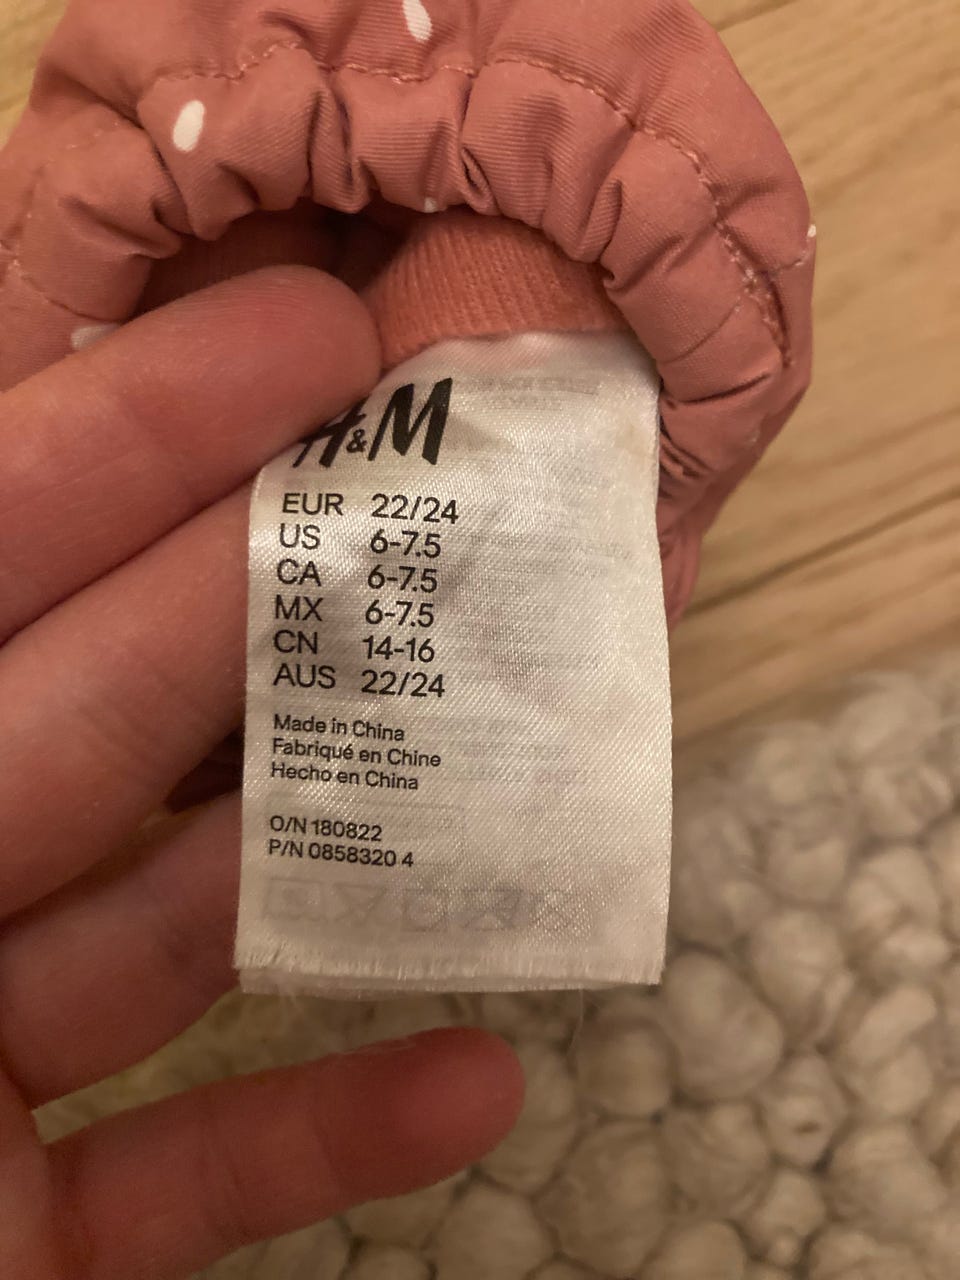 H&M
EUR 22/24
US 6-7.5
CA 6-7.5
MX 6-7.5
CN 14-16
AUS 22/24
Made in China
Fabriqué en Chine
Hecho en China
O/N 180822
P/N 0858320 4